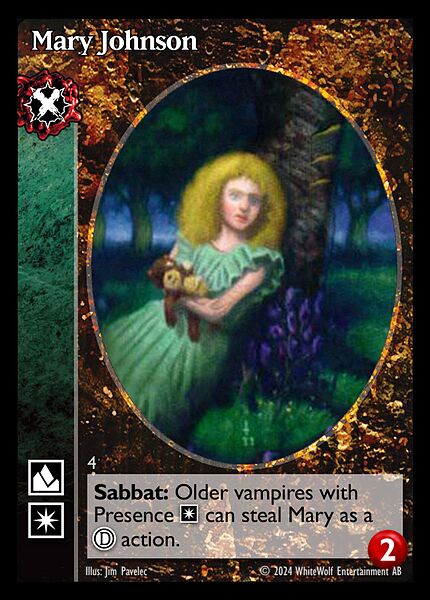 Mary Johnson
4
Sabbat: Older vampires with
Presence can steal Mary as a
D action.
2
Illus: Jim Pavelec
© 2024 WhiteWolf Entertainment AB